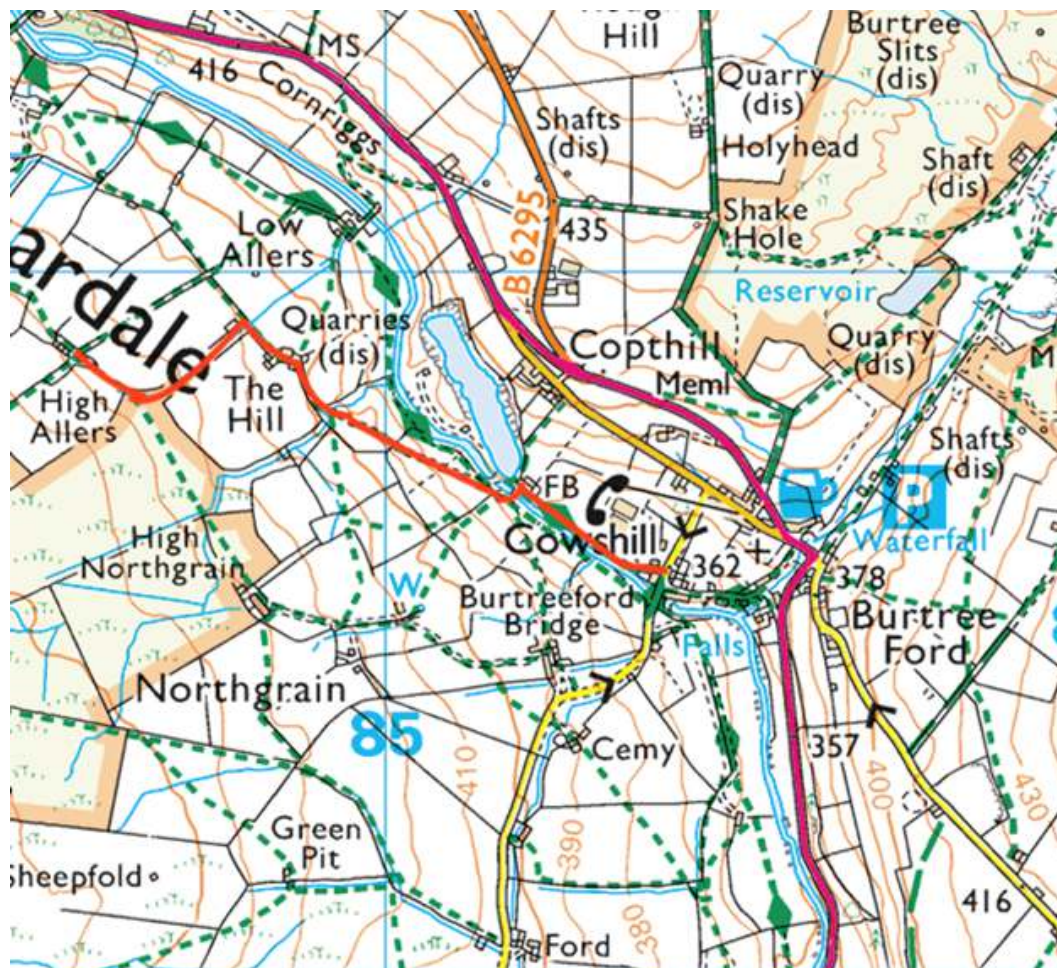 Hill
Burtree
Slits
(dis)
MS
416
Cornriggs
Quarry
(dis)
Shafts
(dis)
Holyhead
Shaft
(dis)
B 6295
435
Shake
Hole
Low
Allers
ardale
Reservoir
Quarries
(dis)
Copthill
Meml
Quarry
(dis)
M
High
Allers
The
Hill
Shafts
(dis)
FB
Cowshill
P
Waterfall
High
Northgrain
W
362
378
Burtreeford
Bridge
Falls
Burtree
Ford
Northgrain
85
410
Cemy
357
400
430
Green
Pit
390
Sheepfold
380
416
Ford